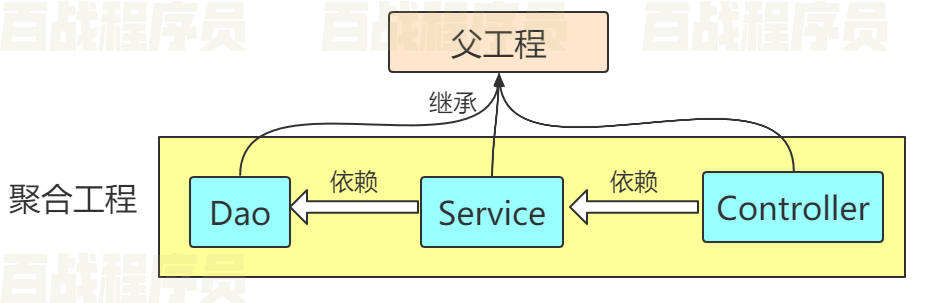 百战程序员 百战程序员 百战程序员
父工程
继承
聚合工程
依赖 依赖
Dao Service Controller
百战程序员